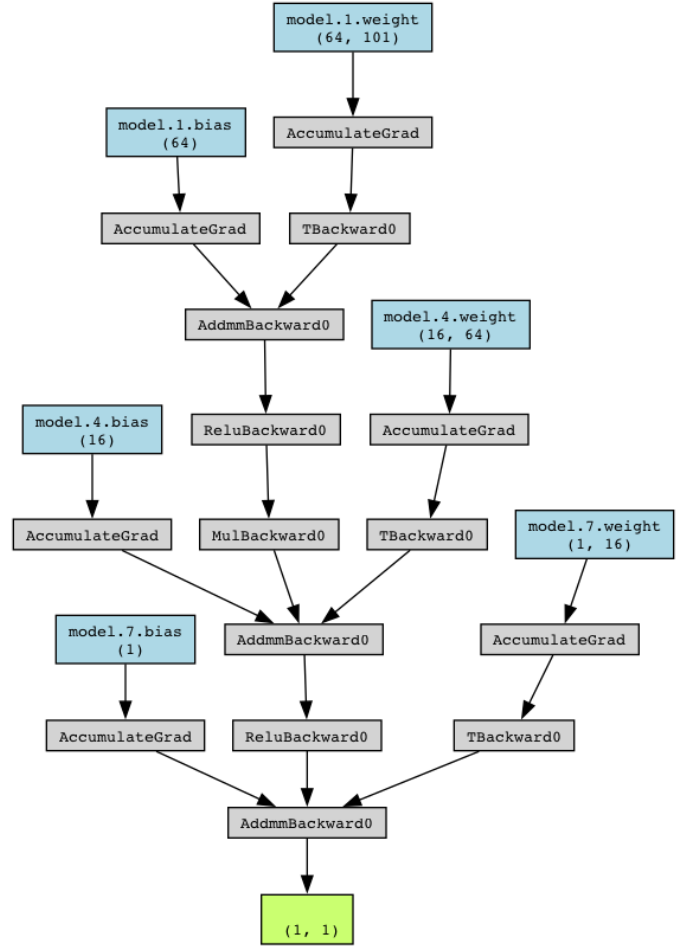 model.1.weight
(64, 101)
model.1.bias
(64)
AccumulateGrad
AccumulateGrad
TBackward0
AddmmBackward0
model.4.weight
(16, 64)
model.4.bias
(16)
ReluBackward0
AccumulateGrad
AccumulateGrad
MulBackward0
TBackward0
model.7.weight
(1, 16)
model.7.bias
(1)
AddmmBackward0
AccumulateGrad
AccumulateGrad
ReluBackward0
TBackward0
AddmmBackward0
(1, 1)